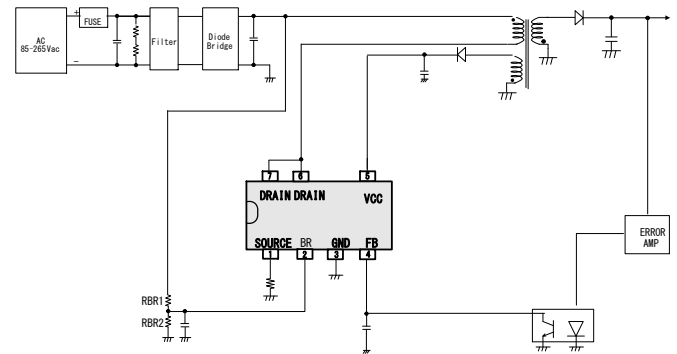 AC
85-265Vac
+
FUSE
-
Filter
Diode
Bridge
7
6
5
DRAIN DRAIN
VCC
SOURCE BR GND FB
1
2
3
4
RBR1
RBR2
ERROR
AMP